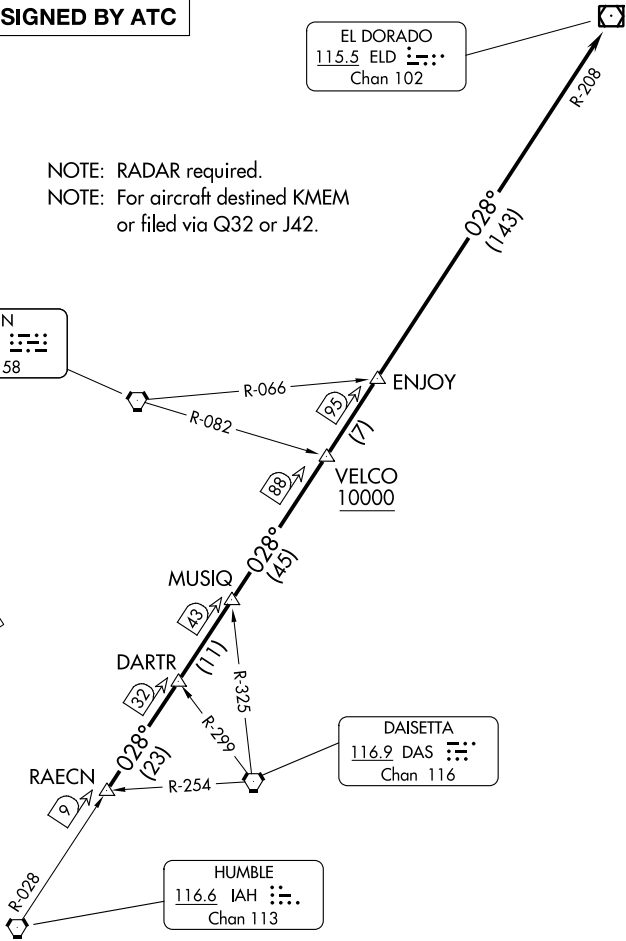 SIGNED BY ATC
EL DORADO
115.5 ELD
Chan 102
R-208
NOTE: RADAR required.
NOTE: For aircraft destined KMEM
or filed via Q32 or J42.
028°
(143)
N
58
R-066
ENJOY
95
R-082
(7)
VELCO
10000
88
028°
(45)
MUSIQ
43
(11)
DARTR
R-325
32
R-299
028°
(23)
DAISETTA
116.9 DAS
Chan 116
RAECN
R-254
9
R-028
HUMBLE
116.6 IAH
Chan 113